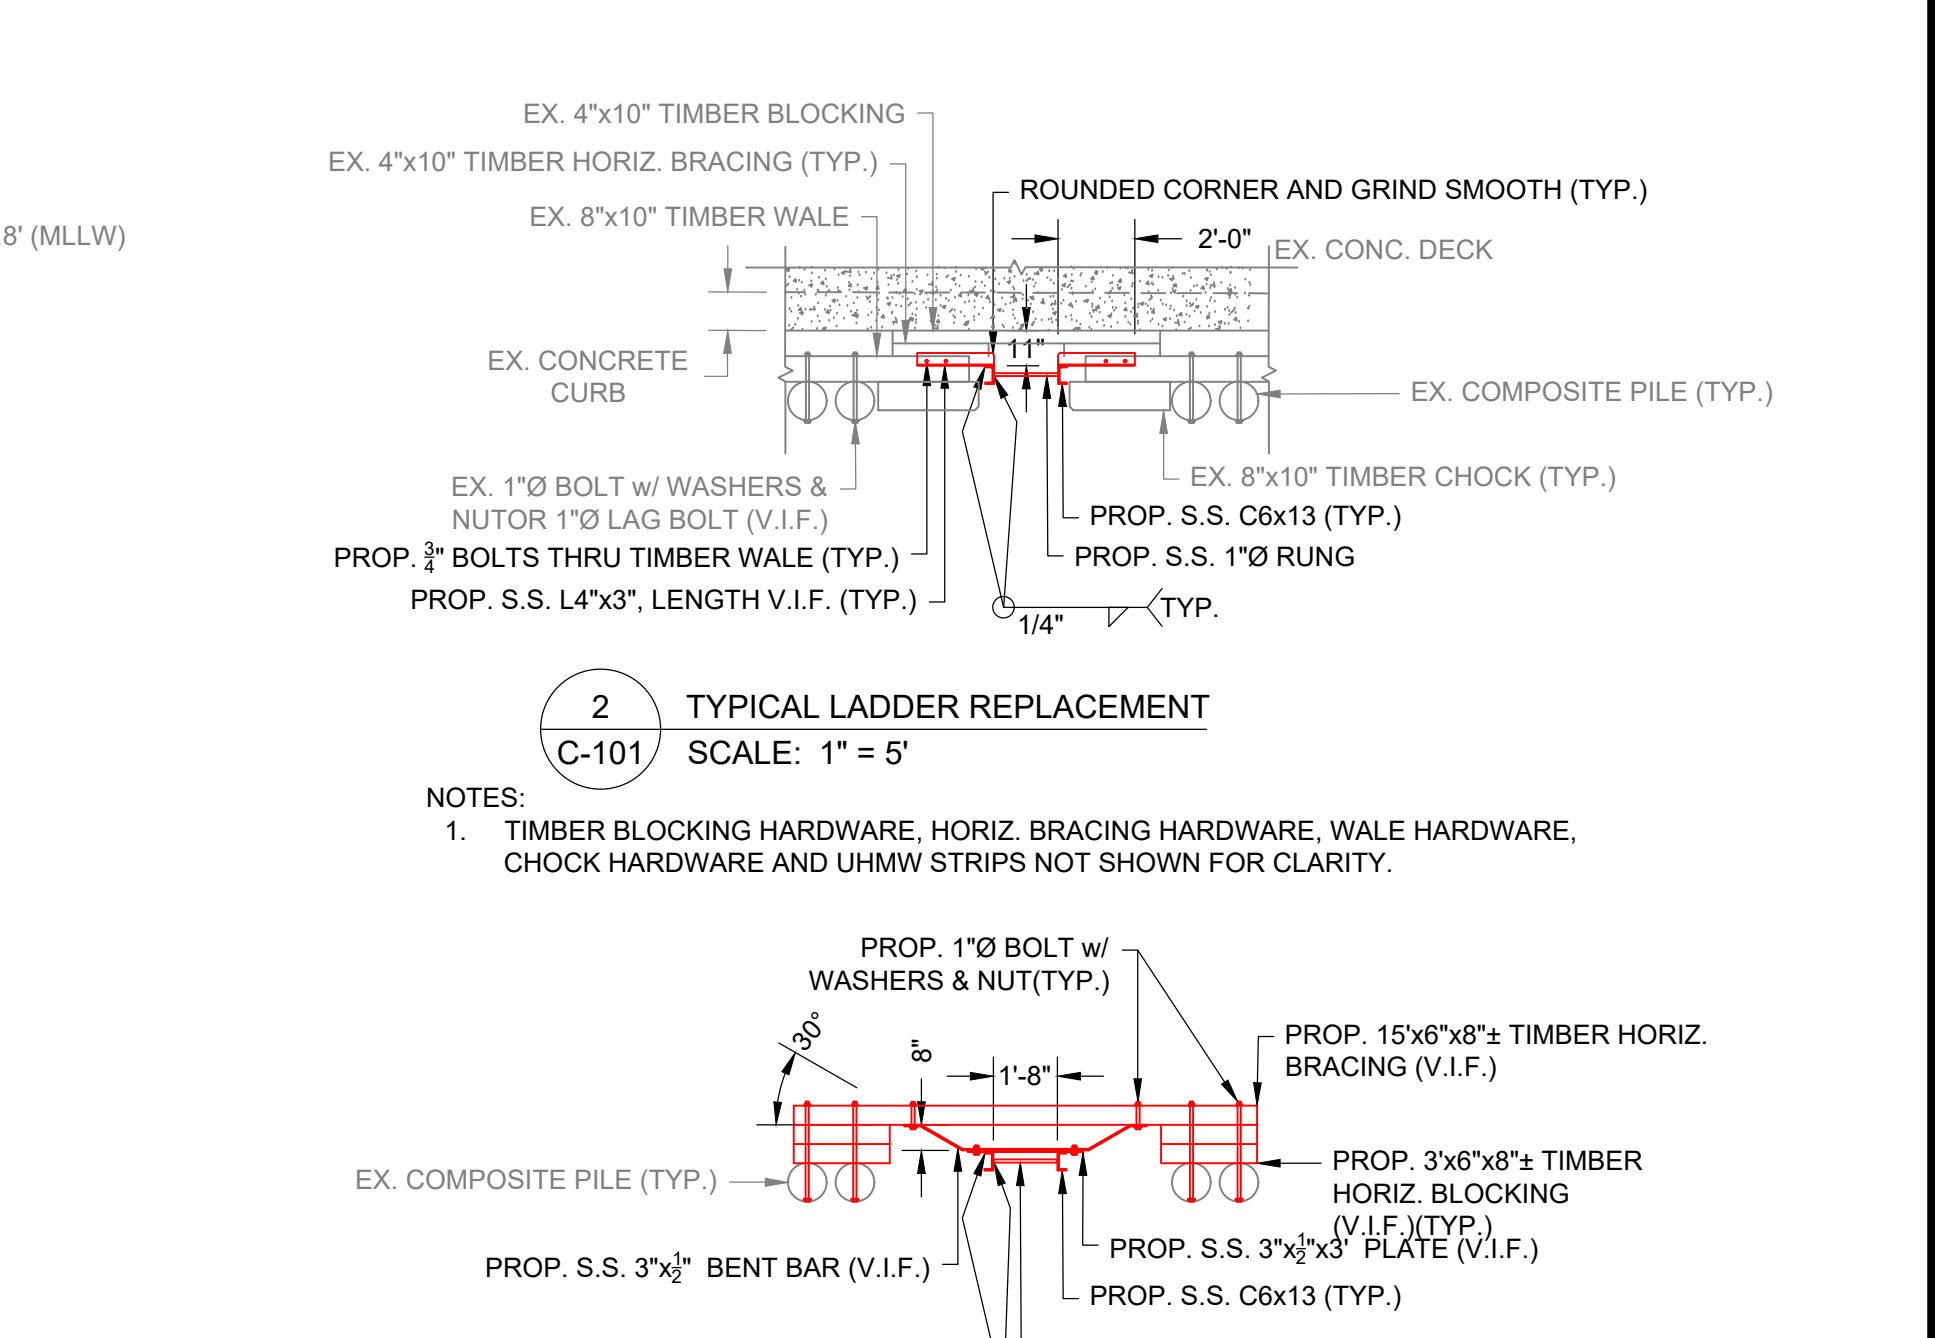 EX. 4"x10" TIMBER BLOCKING
EX. 4"x10" TIMBER HORIZ. BRACING (TYP.)
ROUNDED CORNER AND GRIND SMOOTH (TYP.)
EX. 8"x10" TIMBER WALE
8' (MLLW)
2'-0"
EX. CONC. DECK
11"
EX. CONCRETE
CURB
EX. COMPOSITE PILE (TYP.)
EX. 8"x10" TIMBER CHOCK (TYP.)
EX. 1"Ø BOLT w/ WASHERS &
NUTOR 1"Ø LAG BOLT (V.I.F.)
PROP. S.S. C6x13 (TYP.)
PROP. 3/4" BOLTS THRU TIMBER WALE (TYP.)
PROP. S.S. 1"Ø RUNG
PROP. S.S. L4"x3", LENGTH V.I.F. (TYP.)
TYP.
1/4"
2
C-101
TYPICAL LADDER REPLACEMENT
SCALE: 1" = 5'
NOTES:
1. TIMBER BLOCKING HARDWARE, HORIZ. BRACING HARDWARE, WALE HARDWARE,
CHOCK HARDWARE AND UHMW STRIPS NOT SHOWN FOR CLARITY.
PROP. 1"Ø BOLT w/
WASHERS & NUT(TYP.)
30°
8"
1'-8"
PROP. 15'x6"x8"± TIMBER HORIZ.
BRACING (V.I.F.)
EX. COMPOSITE PILE (TYP.)
PROP. 3'x6"x8"± TIMBER
HORIZ. BLOCKING
(V.I.F.)(TYP.)
PROP. S.S. 3"x1/2"x3' PLATE (V.I.F.)
PROP. S.S. 3"x1/2" BENT BAR (V.I.F.)
PROP. S.S. C6x13 (TYP.)